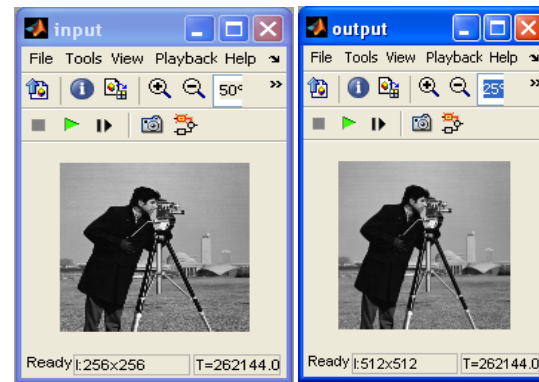 input
File Tools View Playback Help
50%
Ready I:256x256 T=262144.0
output
File Tools View Playback Help
25%
Ready I:512x512 T=262144.0